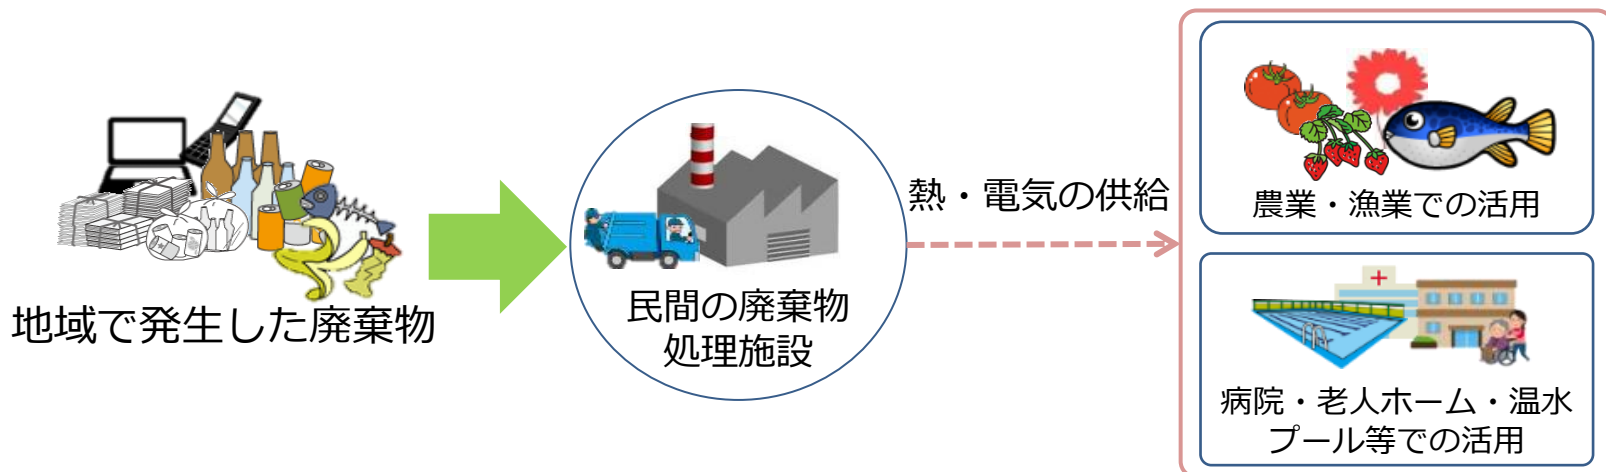 地域で発生した廃棄物
民間の廃棄物
処理施設
熱・電気の供給
農業・漁業での活用
病院・老人ホーム・温水
プール等での活用